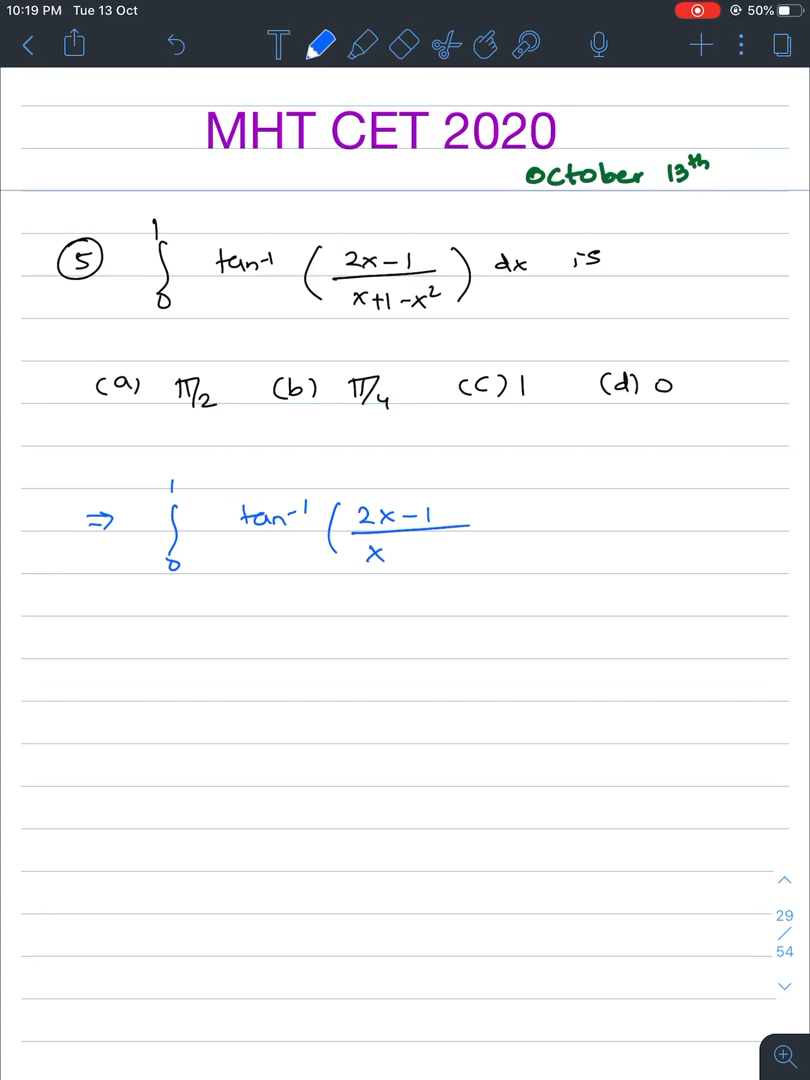 10:19 PM Tue 13 Oct 50%
MHT CET 2020
October 13th
5 ∫₀¹ tan⁻¹ ( (2x-1) / (x+1-x²) ) dx is
(a) π/2 (b) π/4 (c) 1 (d) 0
⇒ ∫₀¹ tan⁻¹ ( (2x-1) / x
29
/
54